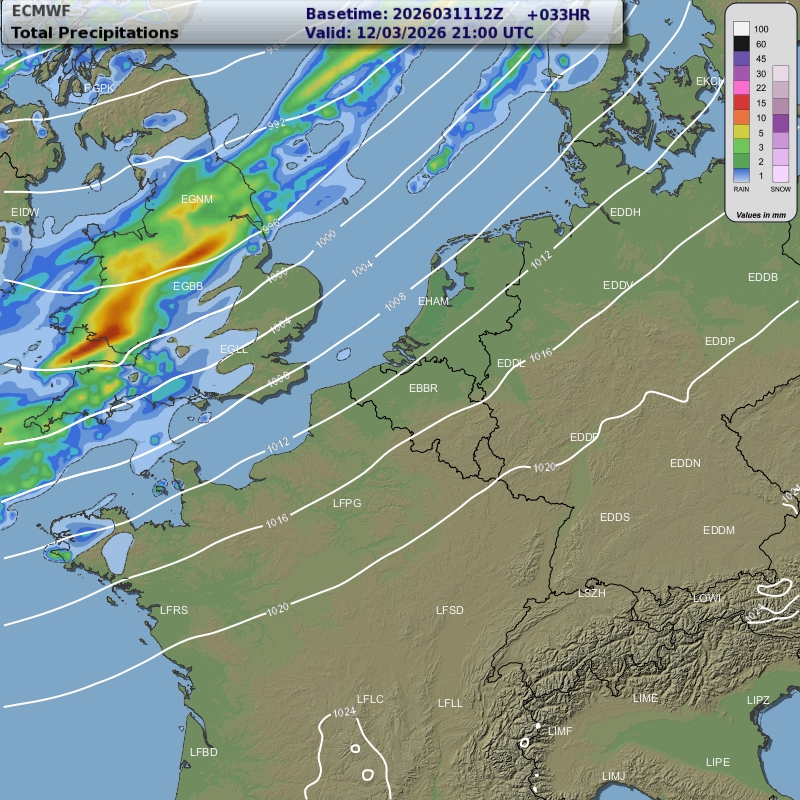 ECMWF
Basetime: 2026031112Z +033HR
Total Precipitations
Valid: 12/03/2026 21:00 UTC
100
60
45
30
22
15
10
5
3
2
1
RAIN SNOW
Values in mm
EGPK
EKCH
992
EGNM
EIDW
EDDH
996
1000
1004
1012
1000
EGBB
EDDV
EDDB
1008
EHAM
1004
EGLL
EDDP
1016
EDDL
1008
EBBR
1012
EDDF
EDDN
1020
LFPG
1016
EDDS
EDDM
LSZH
LOWI
LFRS
LFSD
1020
LFLC
LFLL
LIME
LIPZ
1024
LIMF
LFBD
LIPE
LIMJ